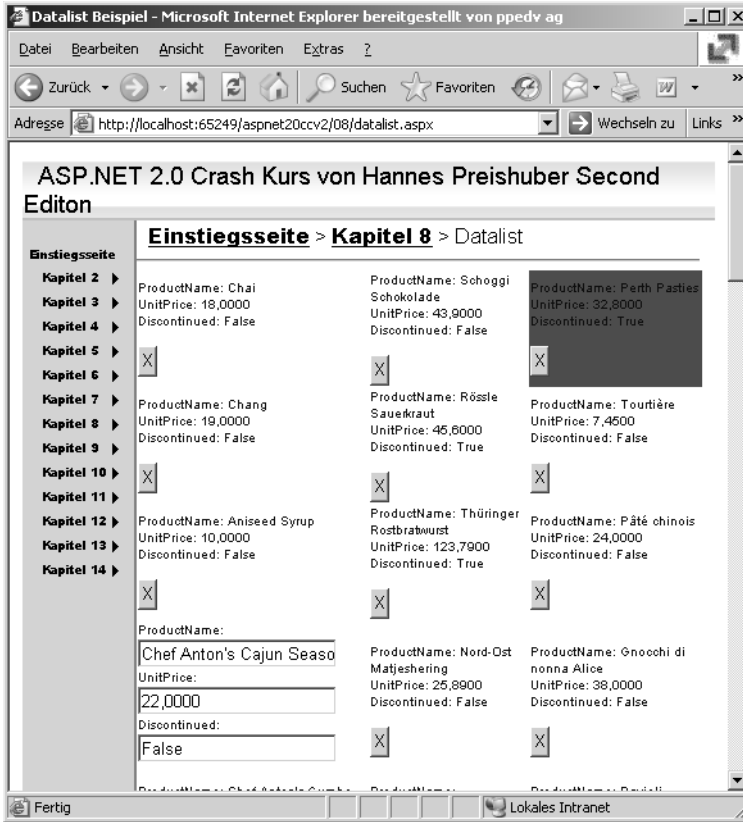 Datalist Beispiel - Microsoft Internet Explorer bereitgestellt von ppedv ag
Datei Bearbeiten Ansicht Favoriten Extras ?
Zurück Suchen Favoriten W »
Adresse http://localhost:65249/aspnet20ccv2/08/datalist.aspx Wechseln zu Links »
ASP.NET 2.0 Crash Kurs von Hannes Preishuber Second
Editon
Einstiegsseite
Kapitel 2
Kapitel 3
Kapitel 4
Kapitel 5
Kapitel 6
Kapitel 7
Kapitel 8
Kapitel 9
Kapitel 10
Kapitel 11
Kapitel 12
Kapitel 13
Kapitel 14
Einstiegsseite > Kapitel 8 > Datalist
ProductName: Chai
UnitPrice: 18,0000
Discontinued: False
X
ProductName: Schoggi
Schokolade
UnitPrice: 43,9000
Discontinued: False
X
ProductName: Perth Pasties
UnitPrice: 32,8000
Discontinued: True
X
ProductName: Chang
UnitPrice: 19,0000
Discontinued: False
X
ProductName: Rössle
Sauerkraut
UnitPrice: 45,6000
Discontinued: True
X
ProductName: Tourtière
UnitPrice: 7,4500
Discontinued: False
X
ProductName: Aniseed Syrup
UnitPrice: 10,0000
Discontinued: False
X
ProductName: Thüringer
Rostbratwurst
UnitPrice: 123,7900
Discontinued: True
X
ProductName: Pâté chinois
UnitPrice: 24,0000
Discontinued: False
X
ProductName:
Chef Anton's Cajun Seaso
UnitPrice:
22,0000
Discontinued:
False
ProductName: Nord-Ost
Matjeshering
UnitPrice: 25,8900
Discontinued: False
X
ProductName: Gnocchi di
nonna Alice
UnitPrice: 38,0000
Discontinued: False
X
Fertig
Lokales Intranet